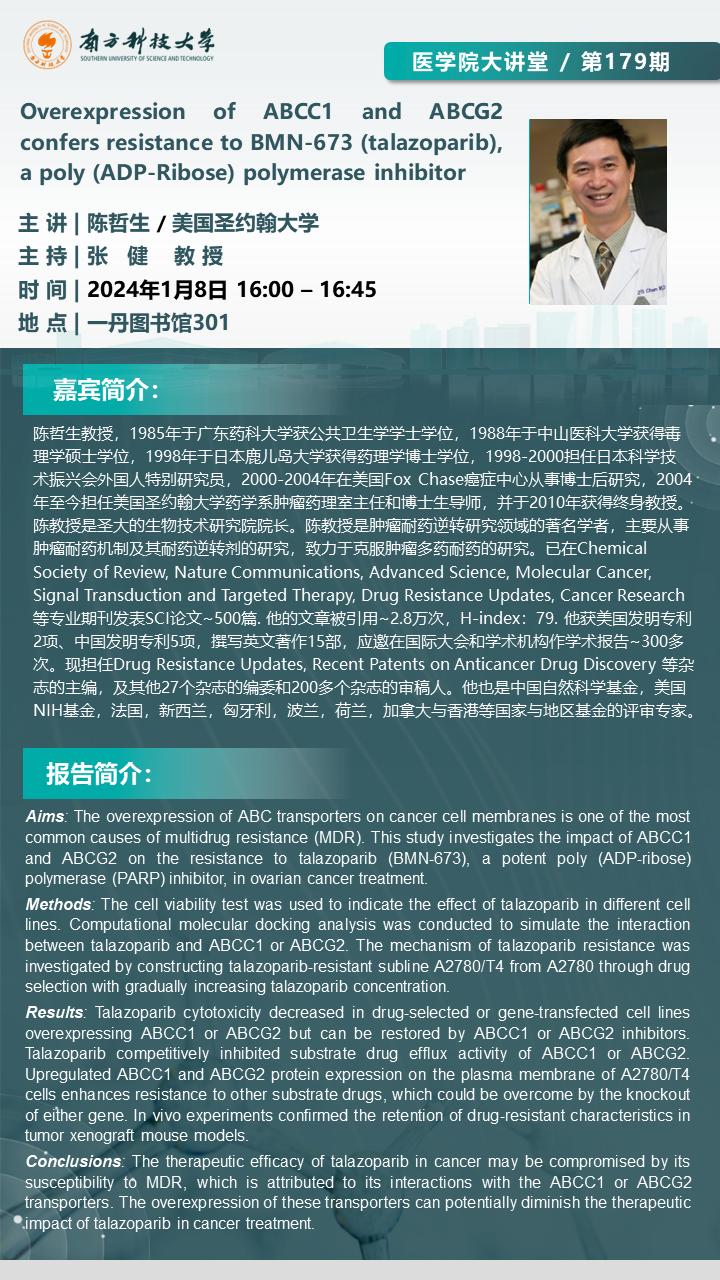 南方科技大学
SOUTHERN UNIVERSITY OF SCIENCE AND TECHNOLOGY
医学院大讲堂 / 第179期
Overexpression of ABCC1 and ABCG2
confers resistance to BMN-673 (talazoparib),
a poly (ADP-Ribose) polymerase inhibitor
主 讲 | 陈哲生 / 美国圣约翰大学
主 持 | 张 健 教 授
时 间 | 2024年1月8日 16:00 – 16:45
地 点 | 一丹图书馆301
嘉宾简介：
陈哲生教授，1985年于广东药科大学获公共卫生学学士学位，1988年于中山医科大学获得毒
理学硕士学位，1998年于日本鹿儿岛大学获得药理学博士学位，1998-2000担任日本科学技
术振兴会外国人特别研究员，2000-2004年在美国Fox Chase癌症中心从事博士后研究，2004
年至今担任美国圣约翰大学药学系肿瘤药理室主任和博士生导师，并于2010年获得终身教授。
陈教授是圣大的生物技术研究院院长。陈教授是肿瘤耐药逆转研究领域的著名学者，主要从事
肿瘤耐药机制及其耐药逆转剂的研究，致力于克服肿瘤多药耐药的研究。已在Chemical
Society of Review, Nature Communications, Advanced Science, Molecular Cancer,
Signal Transduction and Targeted Therapy, Drug Resistance Updates, Cancer Research
等专业期刊发表SCI论文~500篇. 他的文章被引用~2.8万次，H-index：79. 他获美国发明专利
2项、中国发明专利5项，撰写英文著作15部，应邀在国际大会和学术机构作学术报告~300多
次。现担任Drug Resistance Updates, Recent Patents on Anticancer Drug Discovery 等杂
志的主编，及其他27个杂志的编委和200多个杂志的审稿人。他也是中国自然科学基金，美国
NIH基金，法国，新西兰，匈牙利，波兰，荷兰，加拿大与香港等国家与地区基金的评审专家。
报告简介：
Aims: The overexpression of ABC transporters on cancer cell membranes is one of the most
common causes of multidrug resistance (MDR). This study investigates the impact of ABCC1
and ABCG2 on the resistance to talazoparib (BMN-673), a potent poly (ADP-ribose)
polymerase (PARP) inhibitor, in ovarian cancer treatment.
Methods: The cell viability test was used to indicate the effect of talazoparib in different cell
lines. Computational molecular docking analysis was conducted to simulate the interaction
between talazoparib and ABCC1 or ABCG2. The mechanism of talazoparib resistance was
investigated by constructing talazoparib-resistant subline A2780/T4 from A2780 through drug
selection with gradually increasing talazoparib concentration.
Results: Talazoparib cytotoxicity decreased in drug-selected or gene-transfected cell lines
overexpressing ABCC1 or ABCG2 but can be restored by ABCC1 or ABCG2 inhibitors.
Talazoparib competitively inhibited substrate drug efflux activity of ABCC1 or ABCG2.
Upregulated ABCC1 and ABCG2 protein expression on the plasma membrane of A2780/T4
cells enhances resistance to other substrate drugs, which could be overcome by the knockout
of either gene. In vivo experiments confirmed the retention of drug-resistant characteristics in
tumor xenograft mouse models.
Conclusions: The therapeutic efficacy of talazoparib in cancer may be compromised by its
susceptibility to MDR, which is attributed to its interactions with the ABCC1 or ABCG2
transporters. The overexpression of these transporters can potentially diminish the therapeutic
impact of talazoparib in cancer treatment.